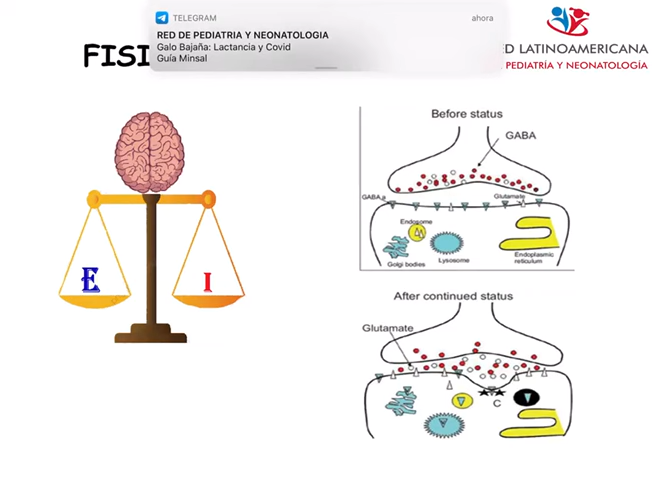 TELEGRAM
ahora
RED DE PEDIATRIA Y NEONATOLOGIA
Galo Bajaña: Lactancia y Covid
Guía Minsal
FISI
ED LATINOAMERICANA
PEDIATRÍA Y NEONATOLOGÍA
E
I
Before status
GABA
GABA
Glutamate
Endosome
Golgi bodies
Lysosome
Endoplasmic
reticulum
After continued status
Glutamate
C